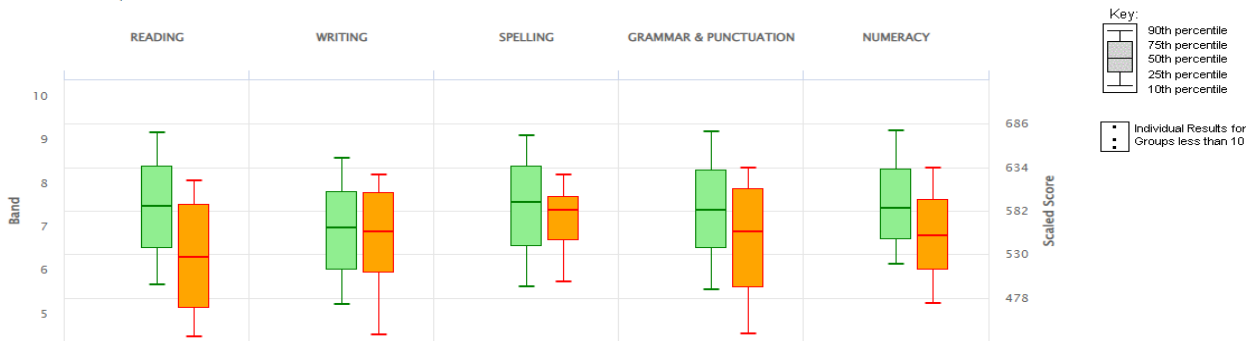 READING WRITING SPELLING GRAMMAR & PUNCTUATION NUMERACY
Key:
90th percentile
75th percentile
50th percentile
25th percentile
10th percentile
Individual Results for
Groups less than 10
Band
10
9
8
7
6
5
686
634
582
530
478
Scaled Score